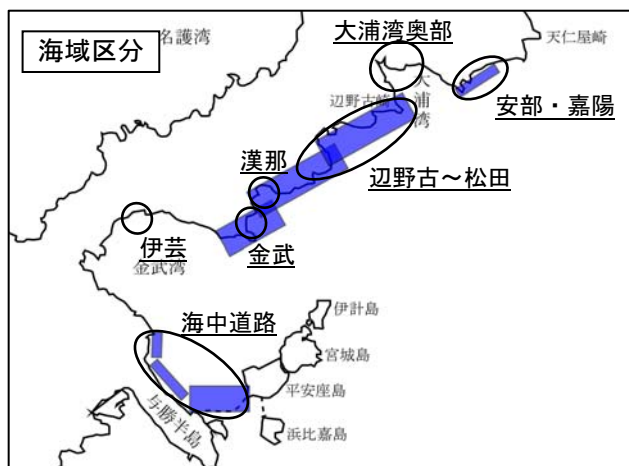 海域区分
名護湾
大浦湾奥部
天仁屋崎
辺野古崎
大浦湾
安部・嘉陽
漢那
辺野古～松田
伊芸
金武
金武湾
海中道路
伊計島
宮城島
平安座島
与勝半島
浜比嘉島